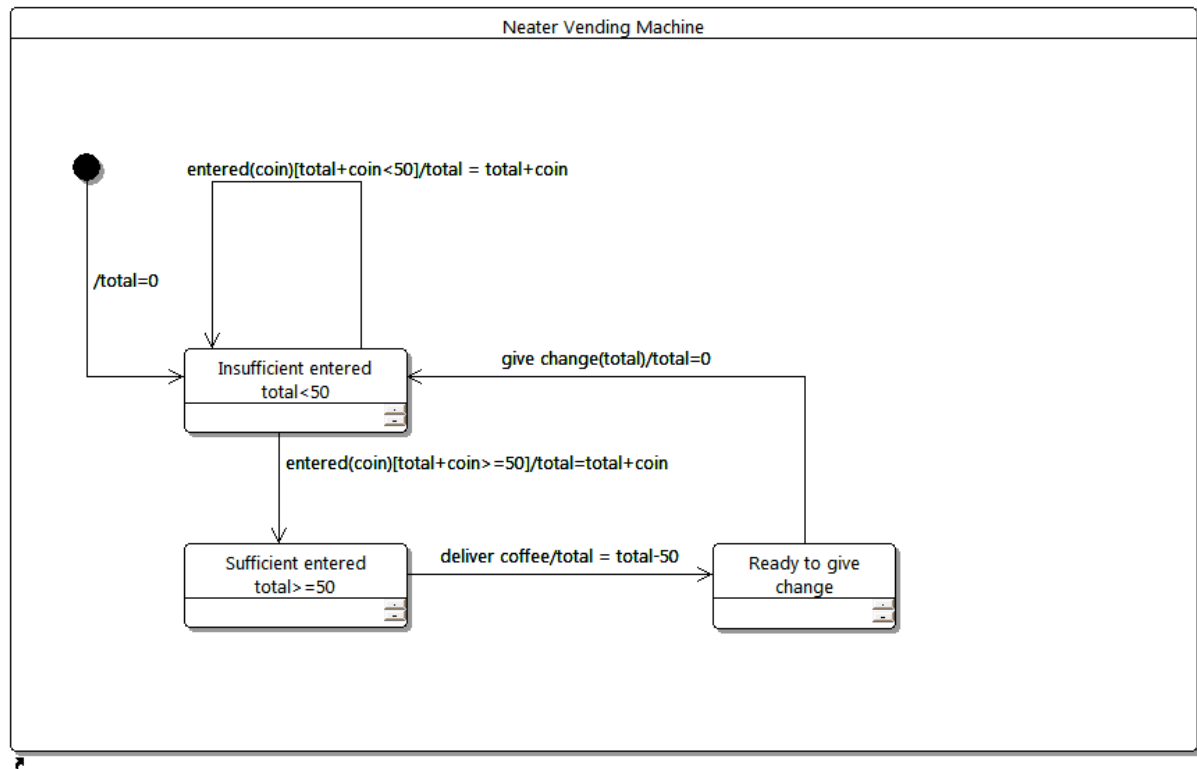 Neater Vending Machine
entered(coin)[total+coin<50]/total = total+coin
/total=0
Insufficient entered
total<50
give change(total)/total=0
entered(coin)[total+coin>=50]/total=total+coin
Sufficient entered
total>=50
deliver coffee/total = total-50
Ready to give
change